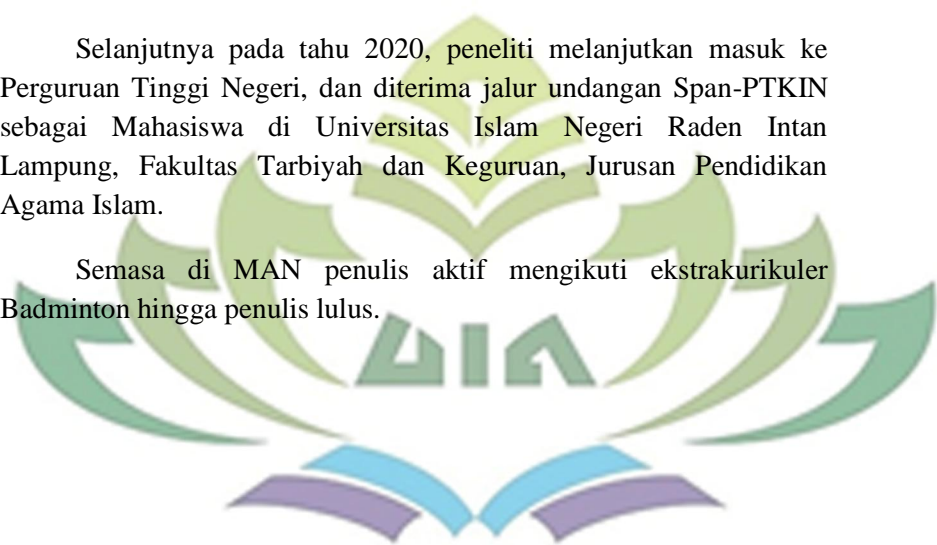 Selanjutnya pada tahun 2020, peneliti melanjutkan masuk ke
Perguruan Tinggi Negeri, dan diterima jalur undangan Span-PTKIN
sebagai Mahasiswa di Universitas Islam Negeri Raden Intan
Lampung, Fakultas Tarbiyah dan Keguruan, Jurusan Pendidikan
Agama Islam.
Semasa di MAN penulis aktif mengikuti ekstrakurikuler
Badminton hingga penulis lulus.
UIN